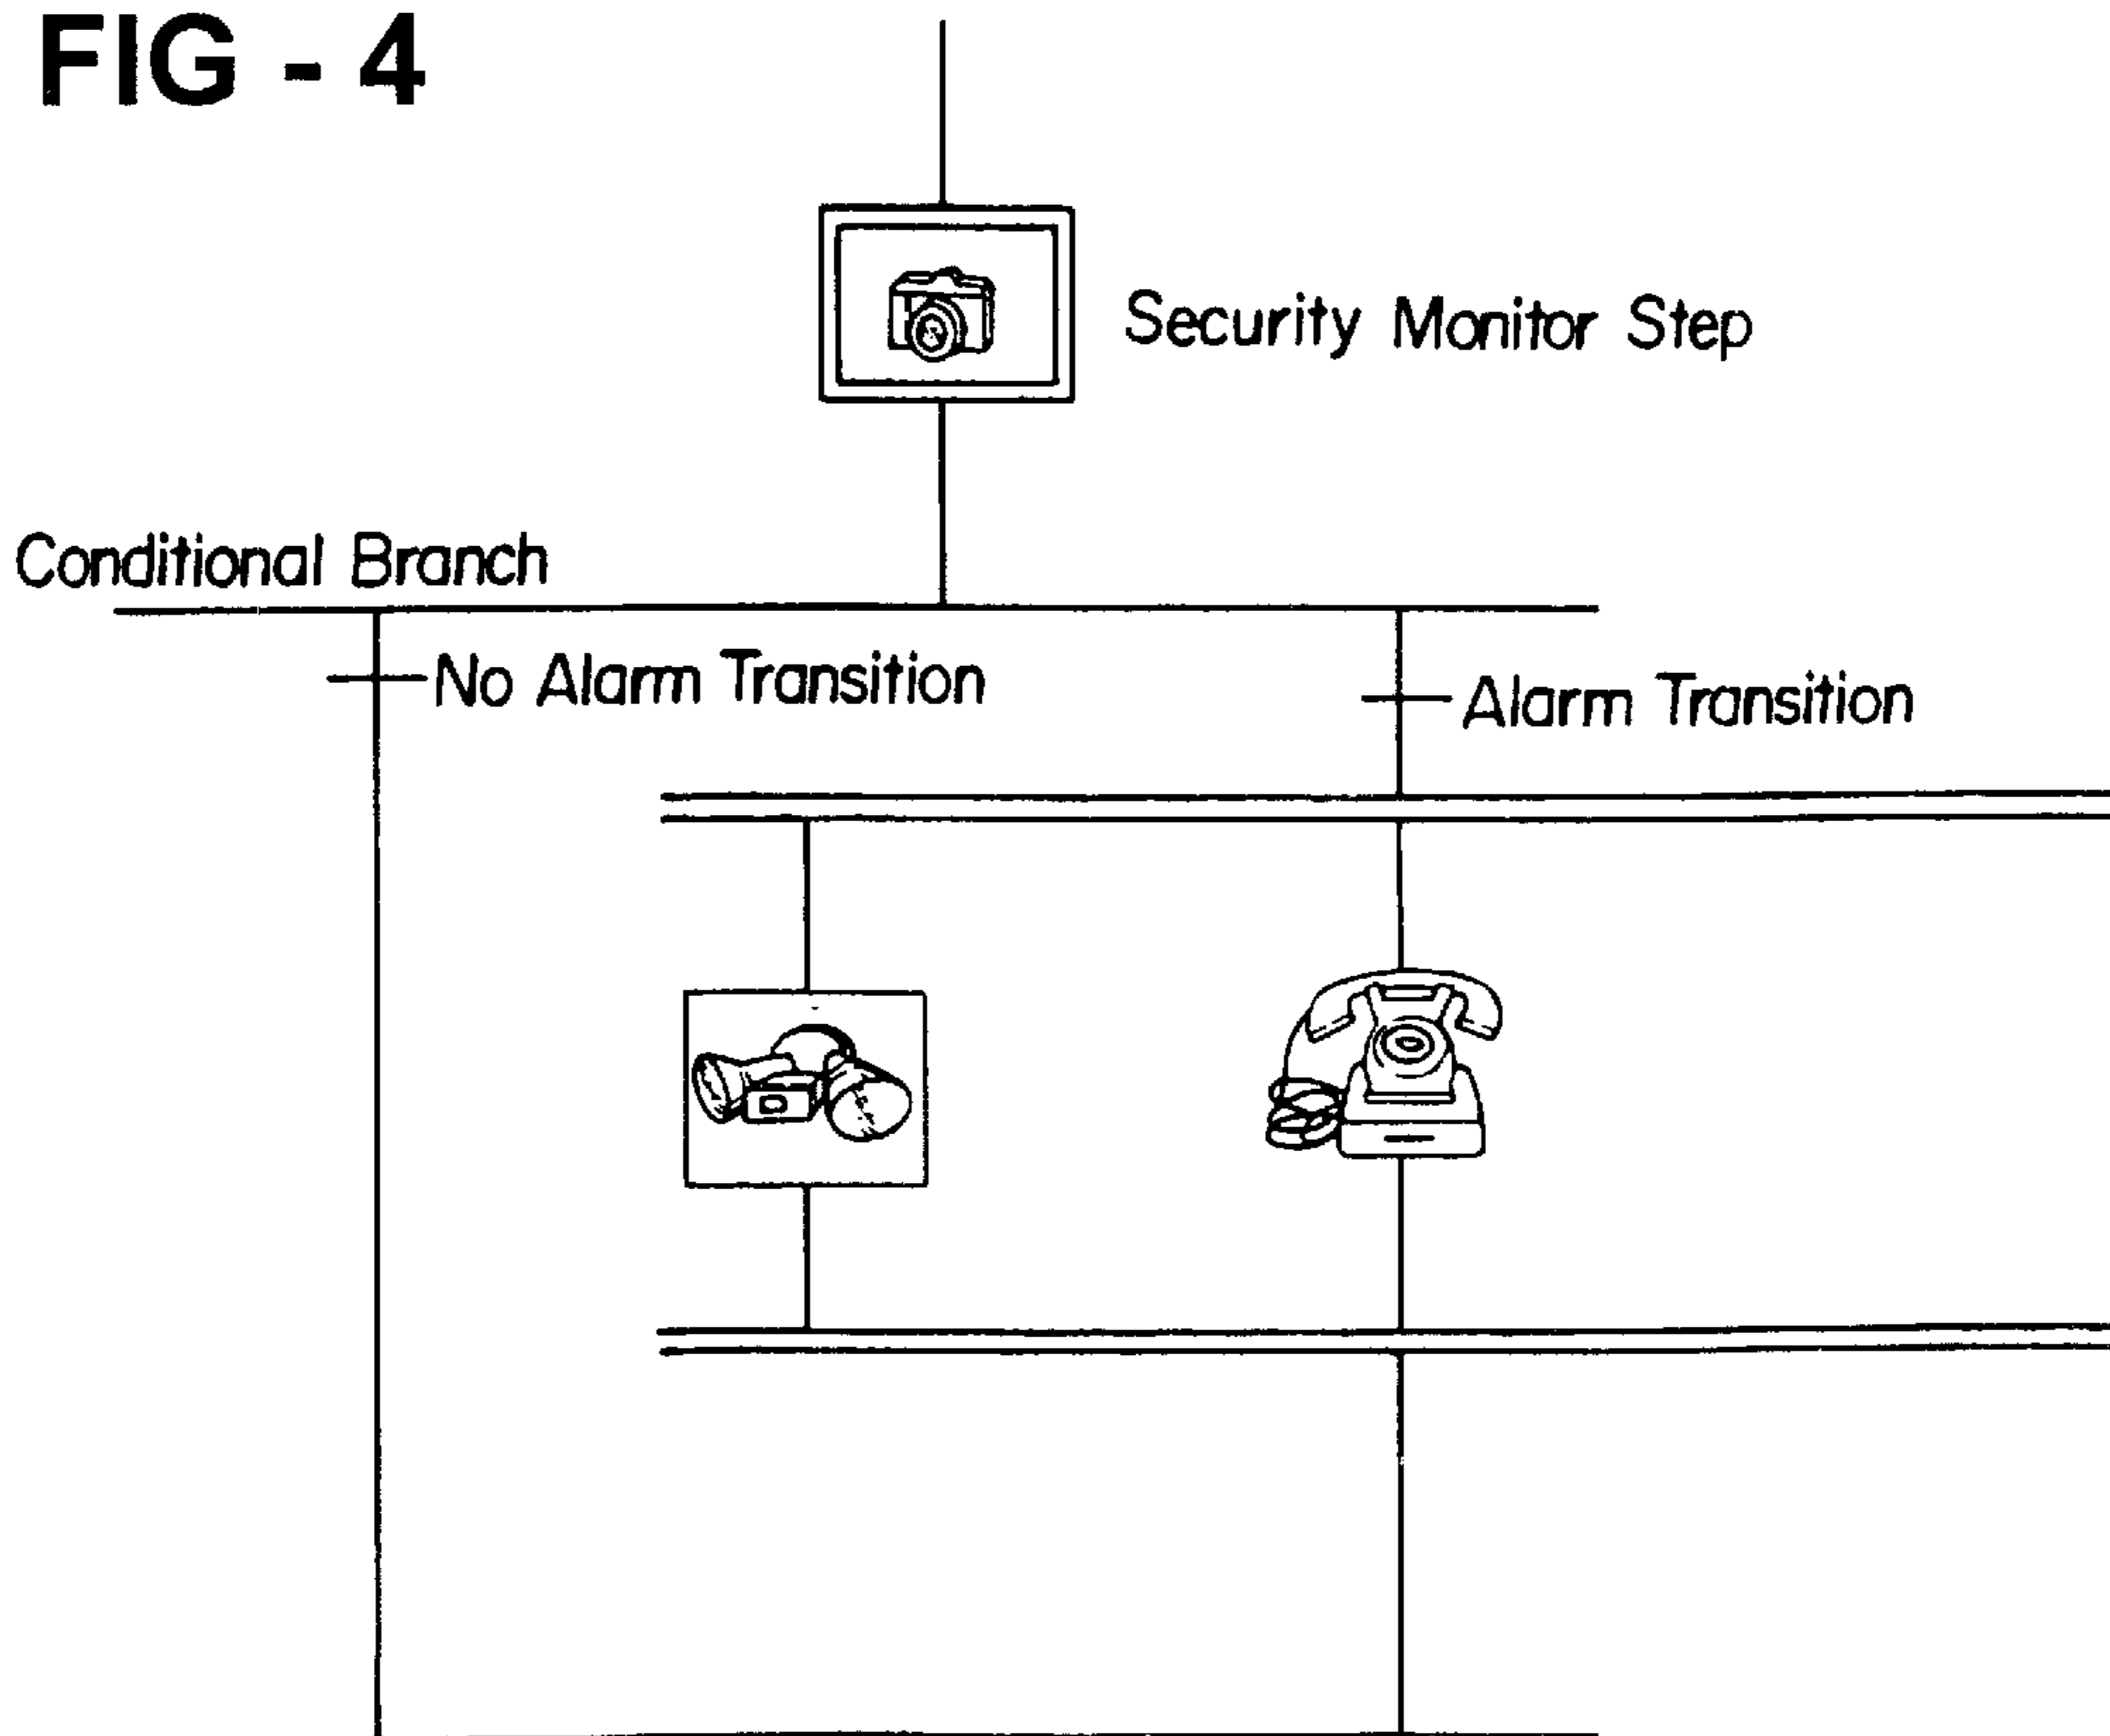 FIG - 4
Security Monitor Step
Conditional Branch
No Alarm Transition
Alarm Transition